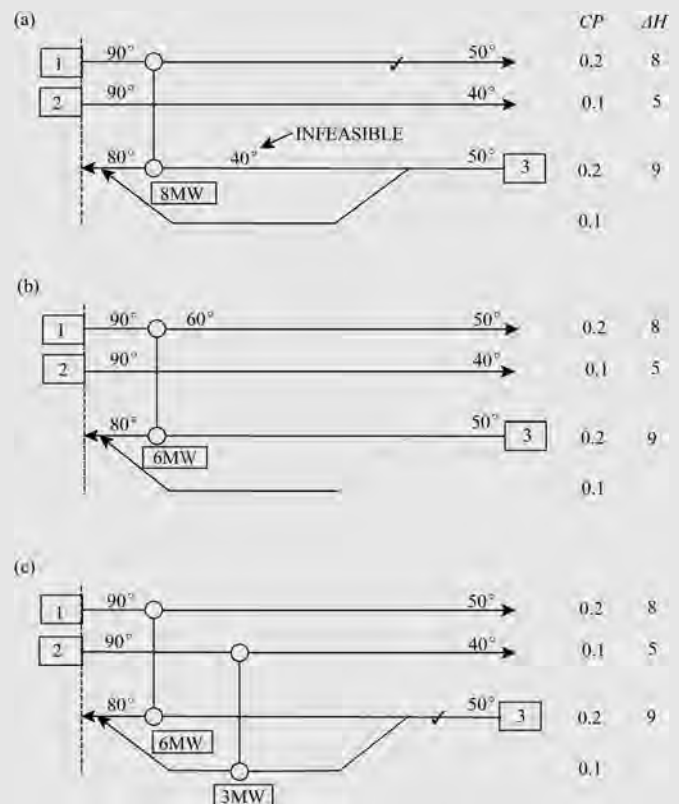 (a)
CP ΔH
1 90° 50° 0.2 8
2 90° 40° 0.1 5
INFEASIBLE
80° 40° 50° 3 0.2 9
8MW
0.1
(b)
1 90° 60° 50° 0.2 8
2 90° 40° 0.1 5
80° 50° 3 0.2 9
6MW
0.1
(c)
1 90° 50° 0.2 8
2 90° 40° 0.1 5
80° 50° 3 0.2 9
6MW
0.1
3MW